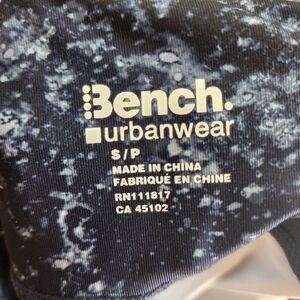 Bench.
urbanwear
S/P
MADE IN CHINA
FABRIQUÉ EN CHINE
RN111817
CA 45102